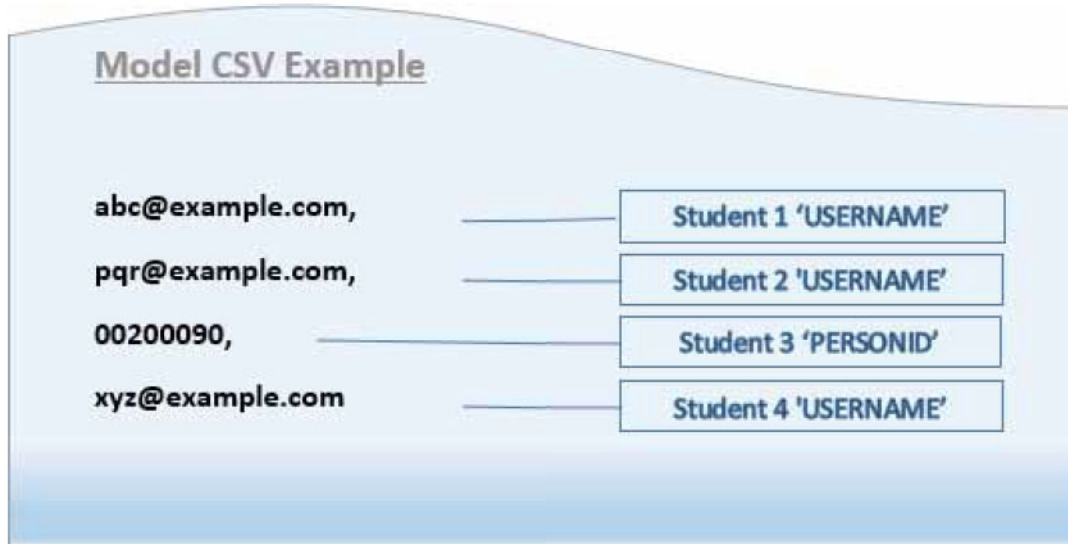 Model CSV Example
abc@example.com,
Student 1 ‘USERNAME’
pqr@example.com,
Student 2 'USERNAME’
00200090,
Student 3 ‘PERSONID’
xyz@example.com
Student 4 'USERNAME’